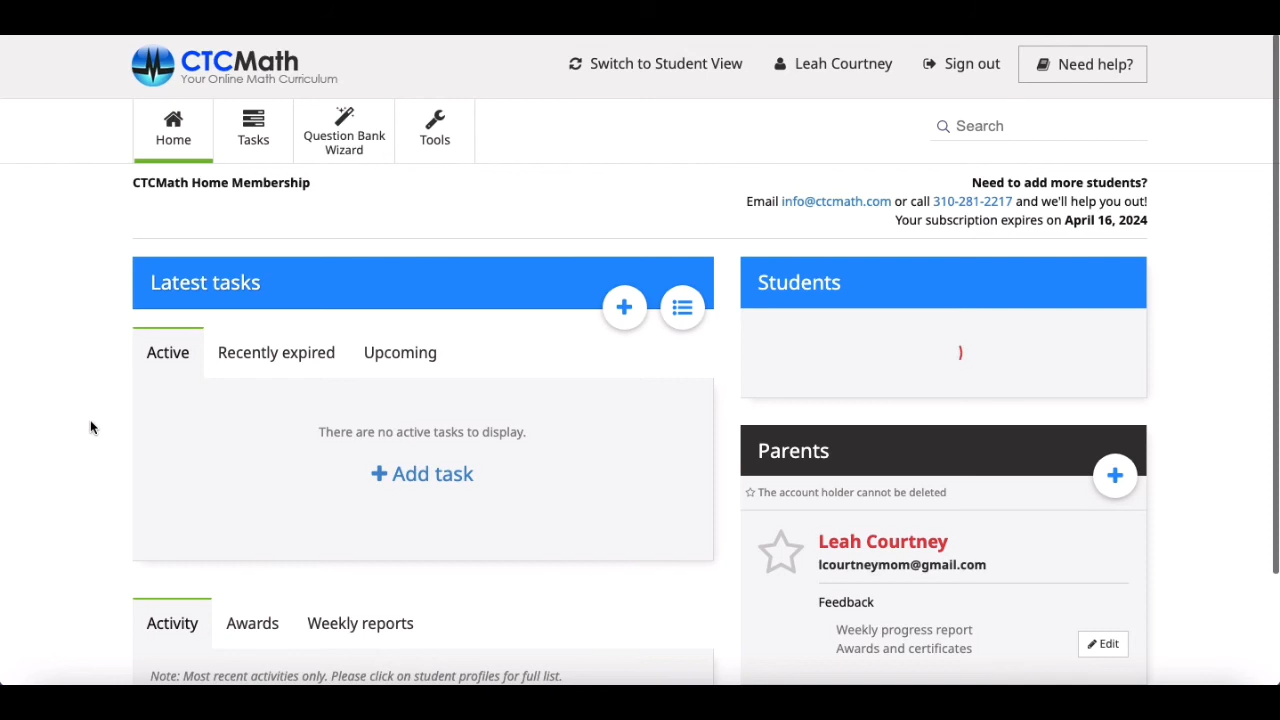 CTCMath
Your Online Math Curriculum
Switch to Student View
Leah Courtney
Sign out
Need help?
Home
Tasks
Question Bank
Wizard
Tools
Search
CTCMath Home Membership
Need to add more students?
Email info@ctcmath.com or call 310-281-2217 and we'll help you out!
Your subscription expires on April 16, 2024
Latest tasks
Students
Active
Recently expired
Upcoming
There are no active tasks to display.
Add task
Parents
The account holder cannot be deleted
Leah Courtney
lcourtneymom@gmail.com
Feedback
Weekly progress report
Awards and certificates
Edit
Activity
Awards
Weekly reports
Note: Most recent activities only. Please click on student profiles for full list.